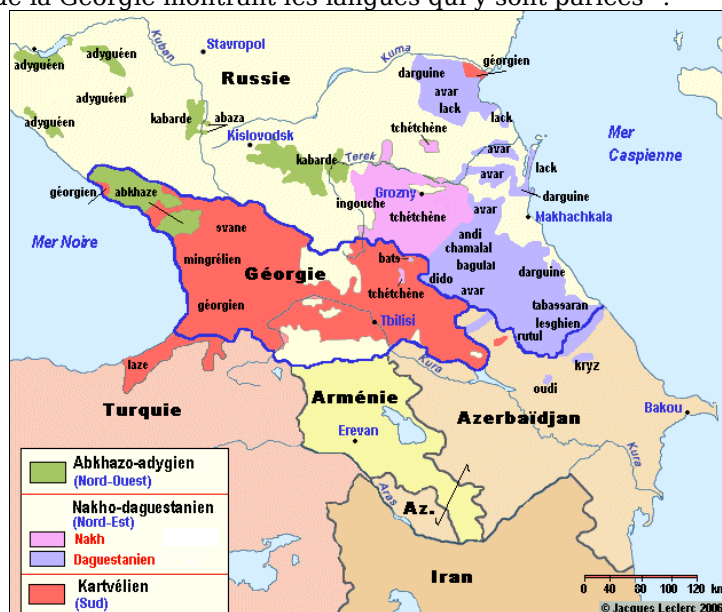 de la Géorgie montrant les langues qui y sont parlées
adyguéen
adyguéen
Kuban
Stavropol
Russie
Kuma
géorgien
darguine
avar
lack
adyguéen
adyguéen
kabarde
abaza
Kislovodsk
tchétchène
lack
avar
Mer
Caspienne
kabarde
Terek
avar
lack
géorgien
abkhaze
ingouche
Grozny
tchétchène
darguine
avar
Makhachkala
Mer Noire
svane
mingrélien
Géorgie
géorgien
bats
tchétchène
andi
chamalal
bagulal
dido
avar
darguine
tabassaran
lesghien
rutul
Tbilisi
laze
Kura
kryz
oudi
Turquie
Arménie
Erevan
Azerbaïdjan
Bakou
Kura
Aras
Az.
Iran
Abkhazo-adygien
(Nord-Ouest)
Nakho-daguestanien
(Nord-Est)
Nakh
Daguestanien
Kartvélien
(Sud)
0 40 80 120 km
© Jacques Leclerc 2006